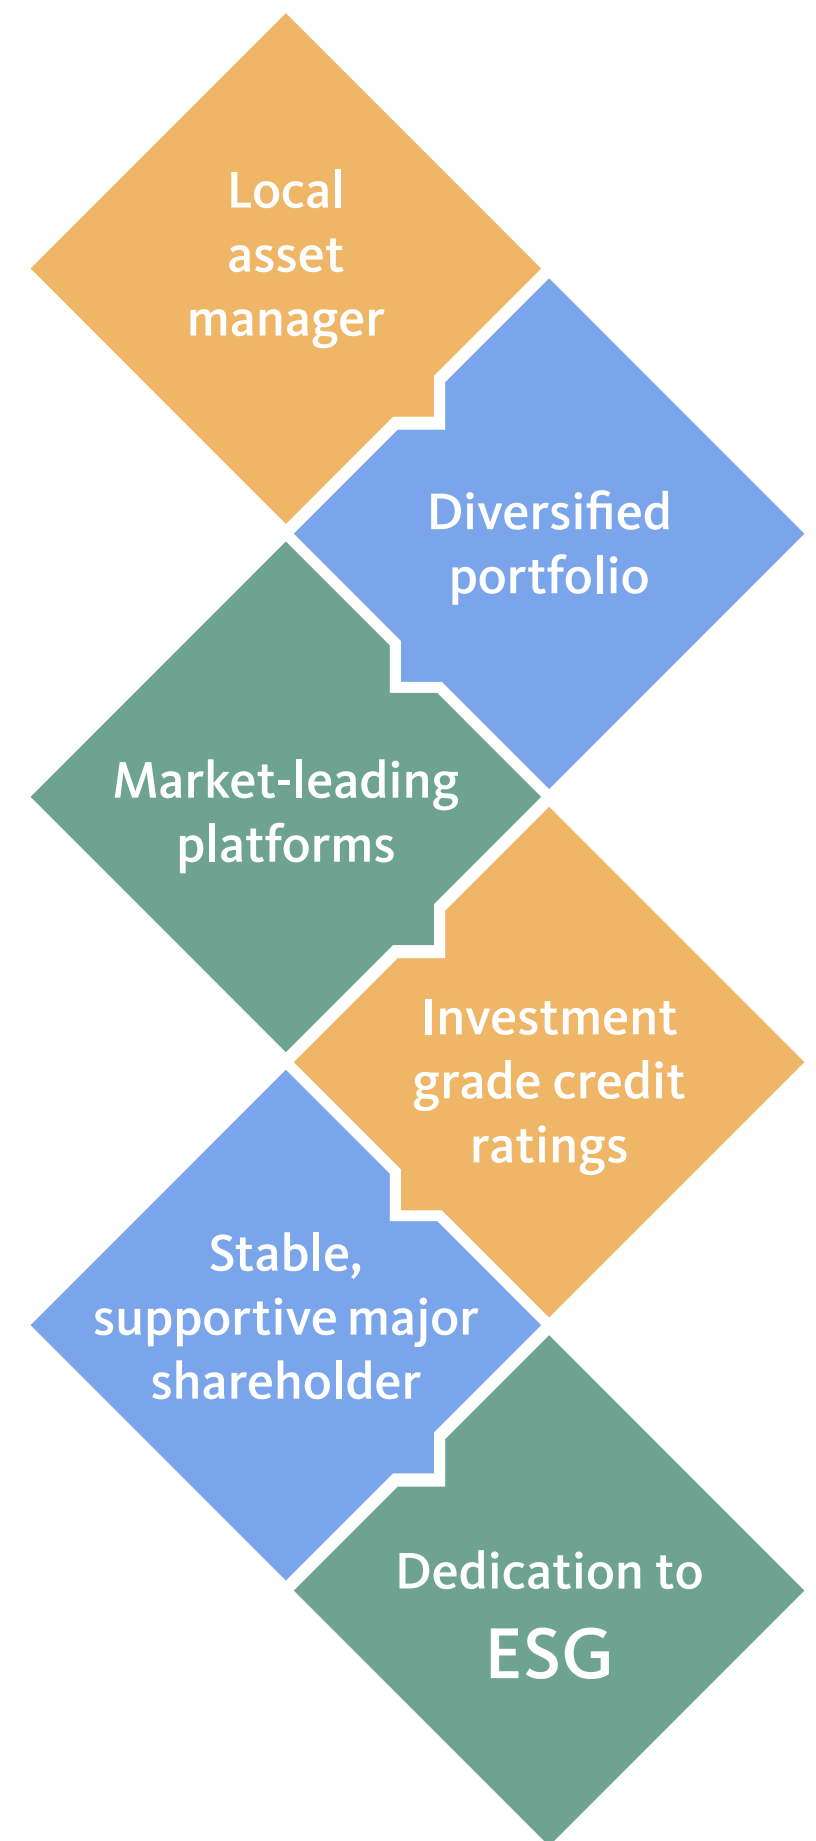 Local
asset
manager
Diversified
portfolio
Market-leading
platforms
Investment
grade credit
ratings
Stable,
supportive major
shareholder
Dedication to
ESG